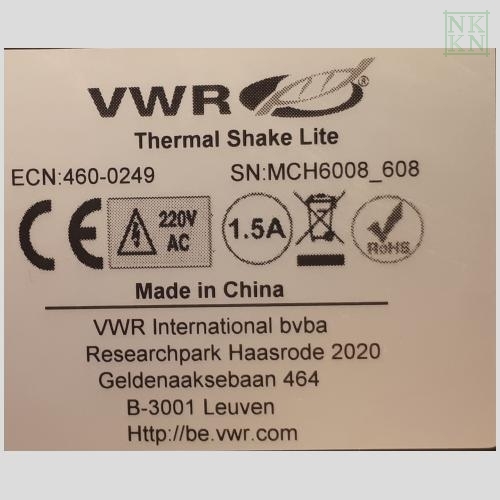 NK
KN
VWR®
Thermal Shake Lite
ECN:460-0249 SN:MCH6008_608
CE 220V AC 1.5A RoHS
Made in China
VWR International bvba
Researchpark Haasrode 2020
Geldenaaksebaan 464
B-3001 Leuven
Http://be.vwr.com